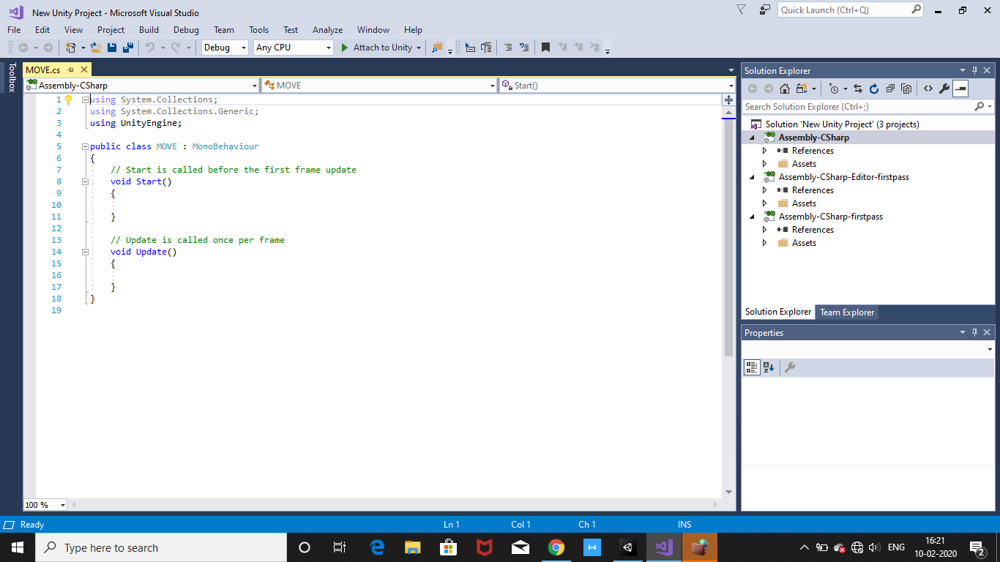 New Unity Project - Microsoft Visual Studio
Quick Launch (Ctrl+Q)
File Edit View Project Build Debug Team Tools Test Analyze Window Help
Debug Any CPU Attach to Unity
Toolbox
MOVE.cs
Assembly-CSharp MOVE Start()
1 using System.Collections;
2 using System.Collections.Generic;
3 using UnityEngine;
4
5 public class MOVE : MonoBehaviour
6 {
7 // Start is called before the first frame update
8 void Start()
9 {
10
11 }
12
13 // Update is called once per frame
14 void Update()
15 {
16
17 }
18 }
19
100 %
Solution Explorer
Search Solution Explorer (Ctrl+;)
Solution 'New Unity Project' (3 projects)
Assembly-CSharp
References
Assets
Assembly-CSharp-Editor-firstpass
References
Assets
Assembly-CSharp-firstpass
References
Assets
Solution Explorer Team Explorer
Properties
Ready Ln 1 Col 1 Ch 1 INS
Type here to search
ENG
16:21
10-02-2020
2